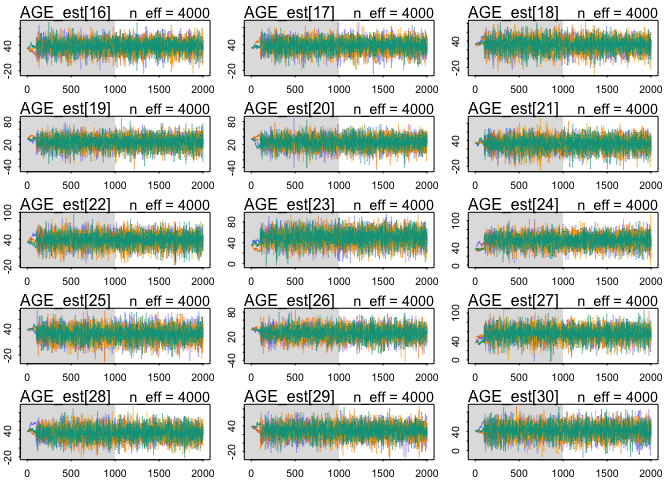 AGE_est[16] n_eff = 4000 AGE_est[17] n_eff = 4000 AGE_est[18] n_eff = 4000
40 40 40
-20 -20 -20
0 500 1000 1500 2000 0 500 1000 1500 2000 0 500 1000 1500 2000
AGE_est[19] n_eff = 4000 AGE_est[20] n_eff = 4000 AGE_est[21] n_eff = 4000
80 80 40
20 20 -20
-40 -40
0 500 1000 1500 2000 0 500 1000 1500 2000 0 500 1000 1500 2000
AGE_est[22] n_eff = 4000 AGE_est[23] n_eff = 4000 AGE_est[24] n_eff = 4000
100 80 100
40 40 40
-20 0 0
0 500 1000 1500 2000 0 500 1000 1500 2000 0 500 1000 1500 2000
AGE_est[25] n_eff = 4000 AGE_est[26] n_eff = 4000 AGE_est[27] n_eff = 4000
40 80 100
-20 20 40
-40 0
0 500 1000 1500 2000 0 500 1000 1500 2000 0 500 1000 1500 2000
AGE_est[28] n_eff = 4000 AGE_est[29] n_eff = 4000 AGE_est[30] n_eff = 4000
40 40 40
-20 -20 0
0 500 1000 1500 2000 0 500 1000 1500 2000 0 500 1000 1500 2000